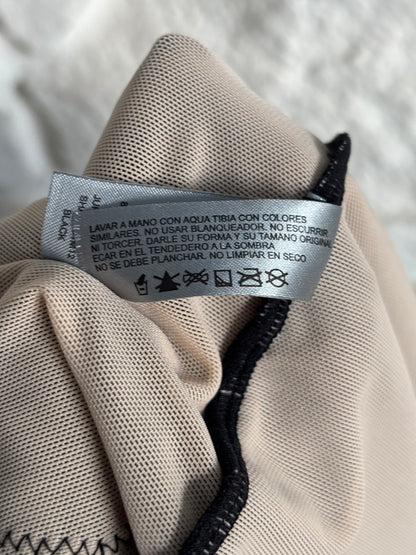 LAVAR A MANO CON AQUA TIBIA CON COLORES
SIMILARES. NO USAR BLANQUEADOR. NO ESCURRIR
NI TORCER. DARLE SU FORMA Y SU TAMANO ORIGINAL
ECAR EN EL TENDEDERO A LA SOMBRA
NO SE DEBE PLANCHAR. NO LIMPIAR EN SECO
BLACK